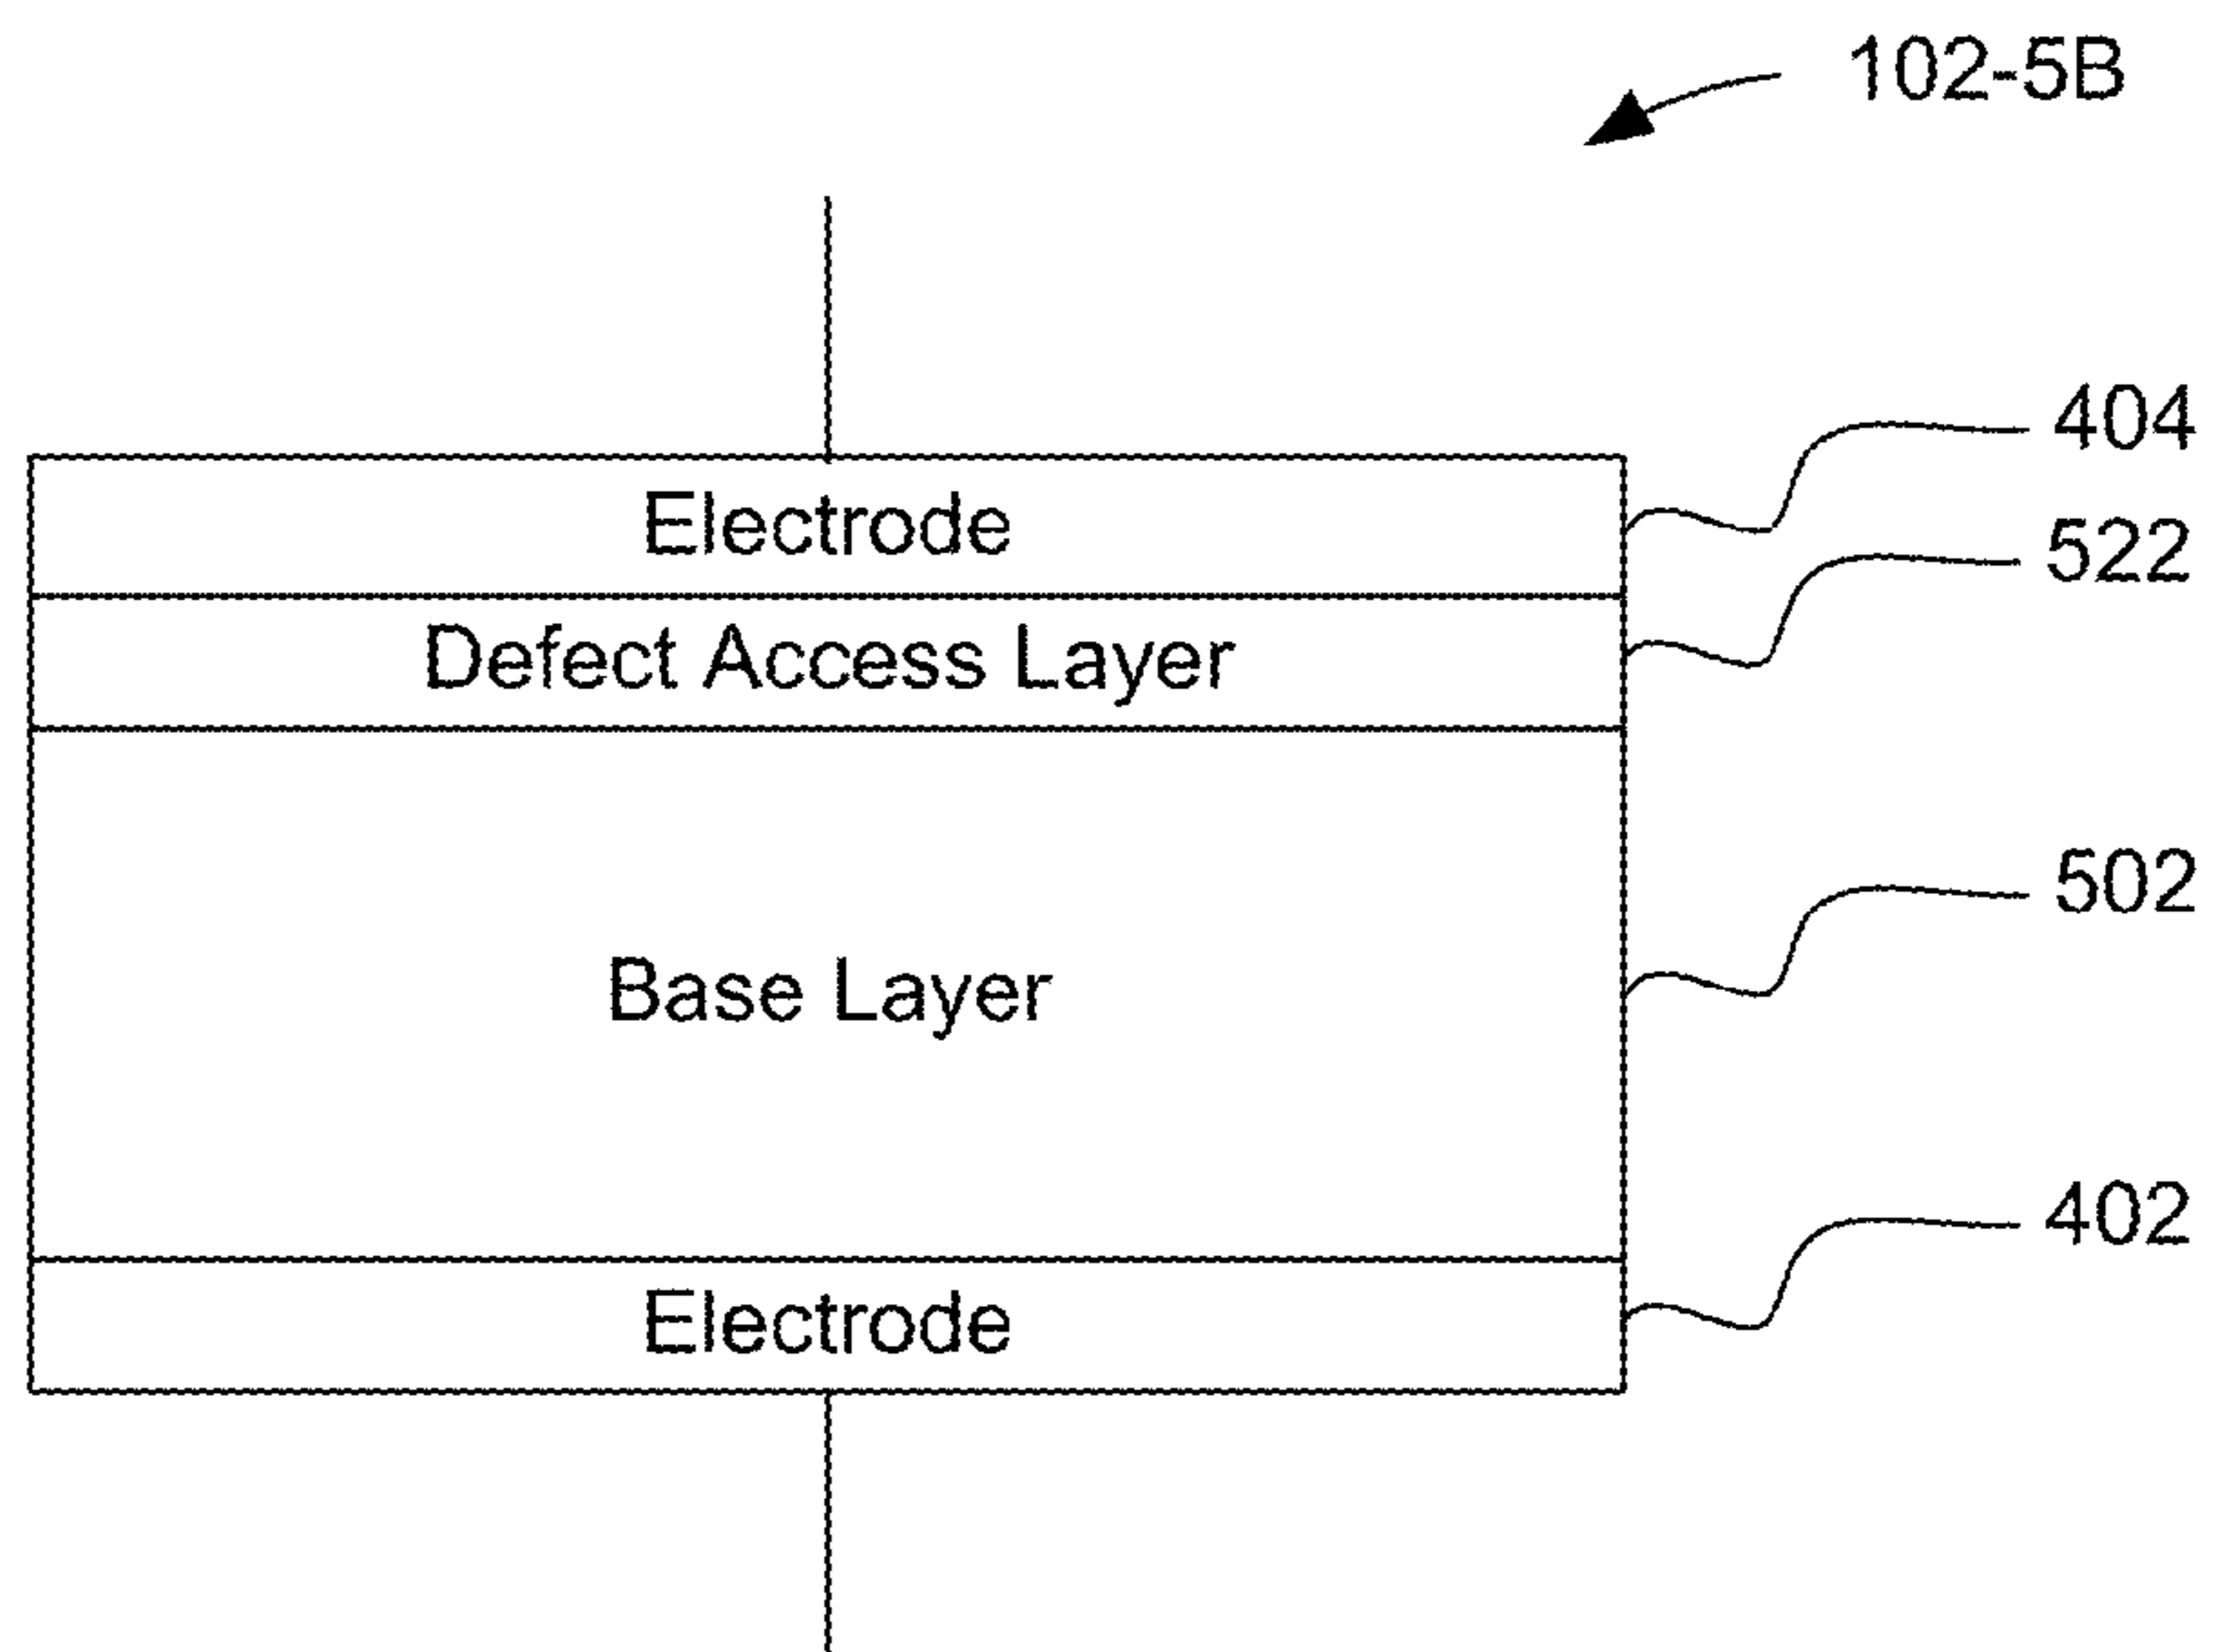 102-5B
404
Electrode
522
Defect Access Layer
502
Base Layer
402
Electrode